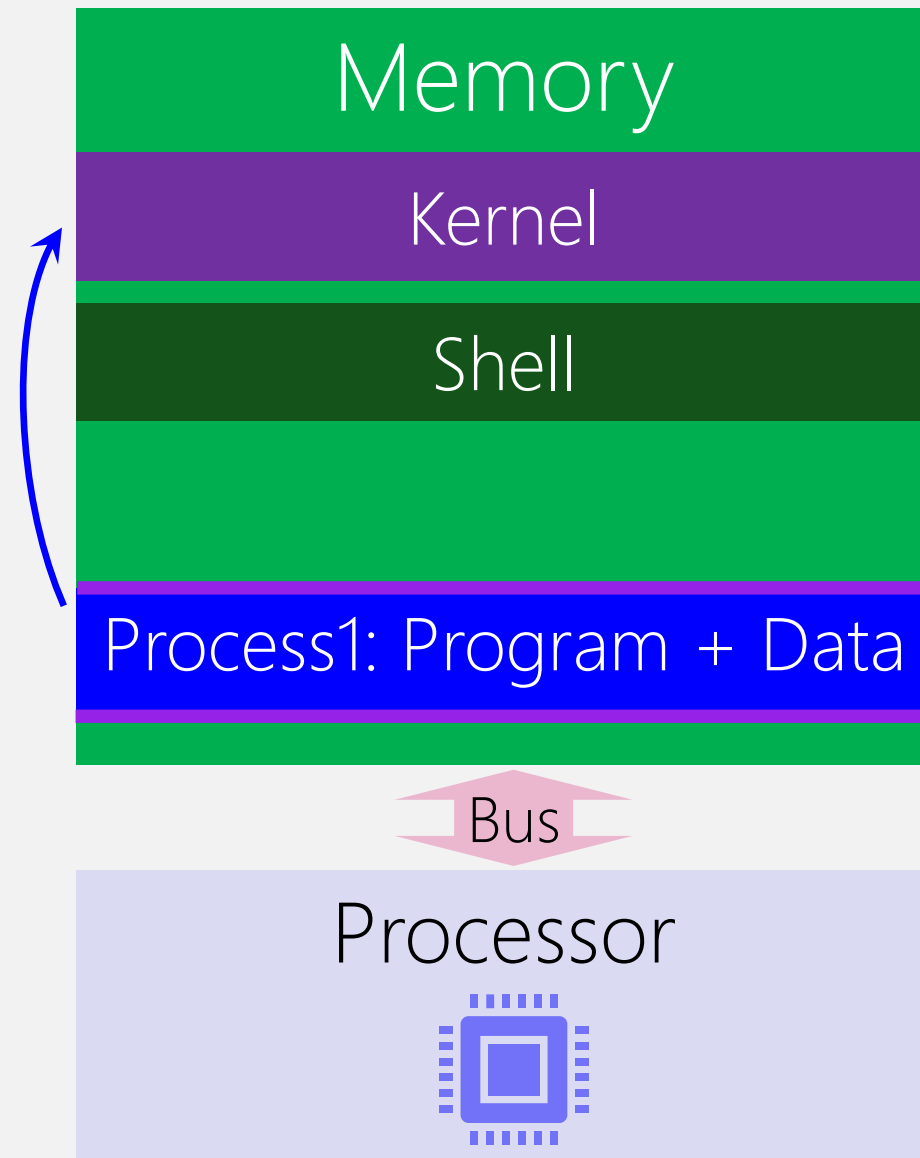 Memory
Kernel
Shell
Process1: Program + Data
Bus
Processor